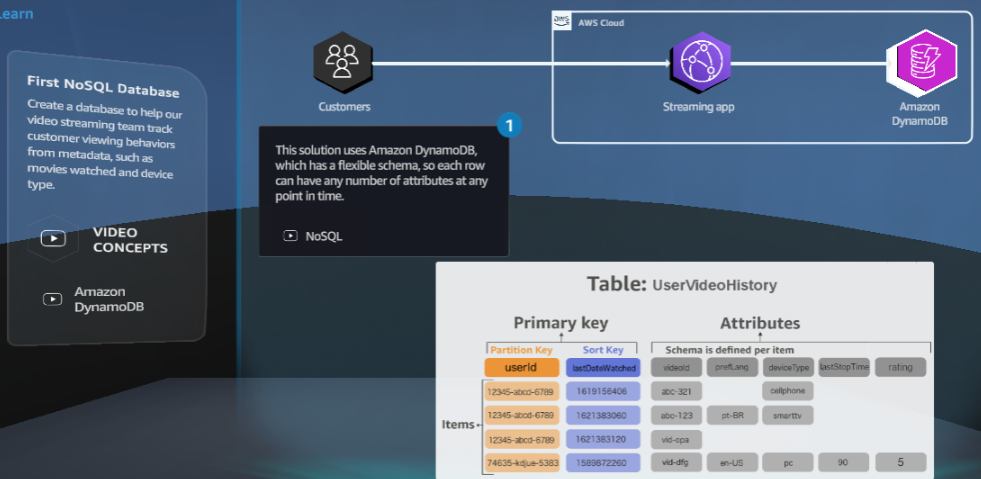 Learn
First NoSQL Database
Create a database to help our
video streaming team track
customer viewing behaviors
from metadata, such as
movies watched and device
type.
VIDEO
CONCEPTS
Amazon
DynamoDB
aws
AWS Cloud
Customers
Streaming app
Amazon
DynamoDB
1
This solution uses Amazon DynamoDB,
which has a flexible schema, so each row
can have any number of attributes at any
point in time.
NoSQL
Table: UserVideoHistory
Primary key
Attributes
Partition Key
Sort Key
Schema is defined per item
userId
lastDateWatched
videoId
prefLang
deviceType
lastStopTime
rating
Items
12345-abcd-6789
1619156406
abc-321
cellphone
12345-abcd-6789
1621383060
abc-123
pt-BR
smarttv
12345-abcd-6789
1621383120
vid-cpa
74635-kdjue-5383
1589872260
vid-dfg
en-US
pc
90
5